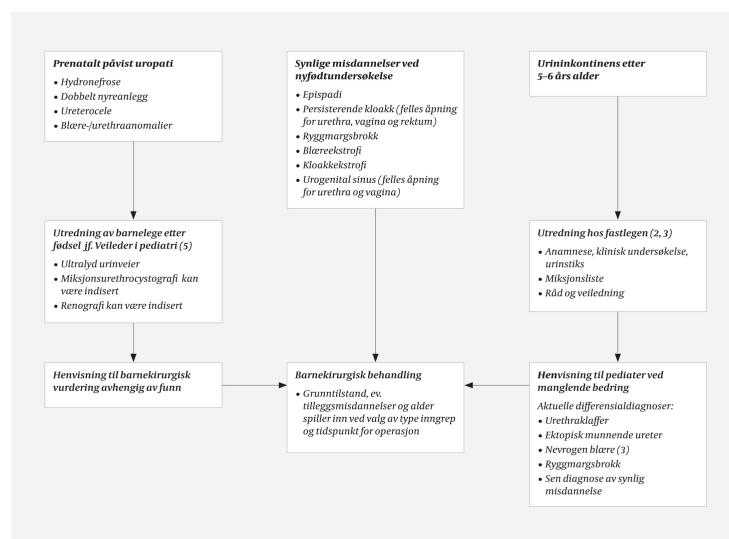 Prenatalt påvist uropati
• Hydronefrose
• Dobbelt nyreanlegg
• Ureterocele
• Blære-/urethraanomalier
Utredning av barnelege etter
fødsel jf. Veileder i pediatri (5)
• Ultralyd urinveier
• Miksjonsurethrocystografi kan
være indisert
• Renografi kan være indisert
Henvisning til barnekirurgisk
vurdering avhengig av funn
Synlige misdannelser ved
nyfødtundersøkelse
• Epispadi
• Persisterende kloakk (felles åpning
for urethra, vagina og rektum)
• Ryggmargsbrokk
• Blæreekstrofi
• Kloakkekstrofi
• Urogenital sinus (felles åpning
for urethra og vagina)
Barnekirurgisk behandling
• Grunntilstand, ev.
tilleggsmisdannelser og alder
spiller inn ved valg av type inngrep
og tidspunkt for operasjon
Urininkontinens etter
5–6 års alder
Utredning hos fastlegen (2, 3)
• Anamnese, klinisk undersøkelse,
urinstiks
• Miksjonsliste
• Råd og veiledning
Henvisning til pediater ved
manglende bedring
Aktuelle differensialdiagnoser:
• Urethraklaffer
• Ektopisk munnende ureter
• Nevrogen blære (3)
• Ryggmargsbrokk
• Sen diagnose av synlig
misdannelse